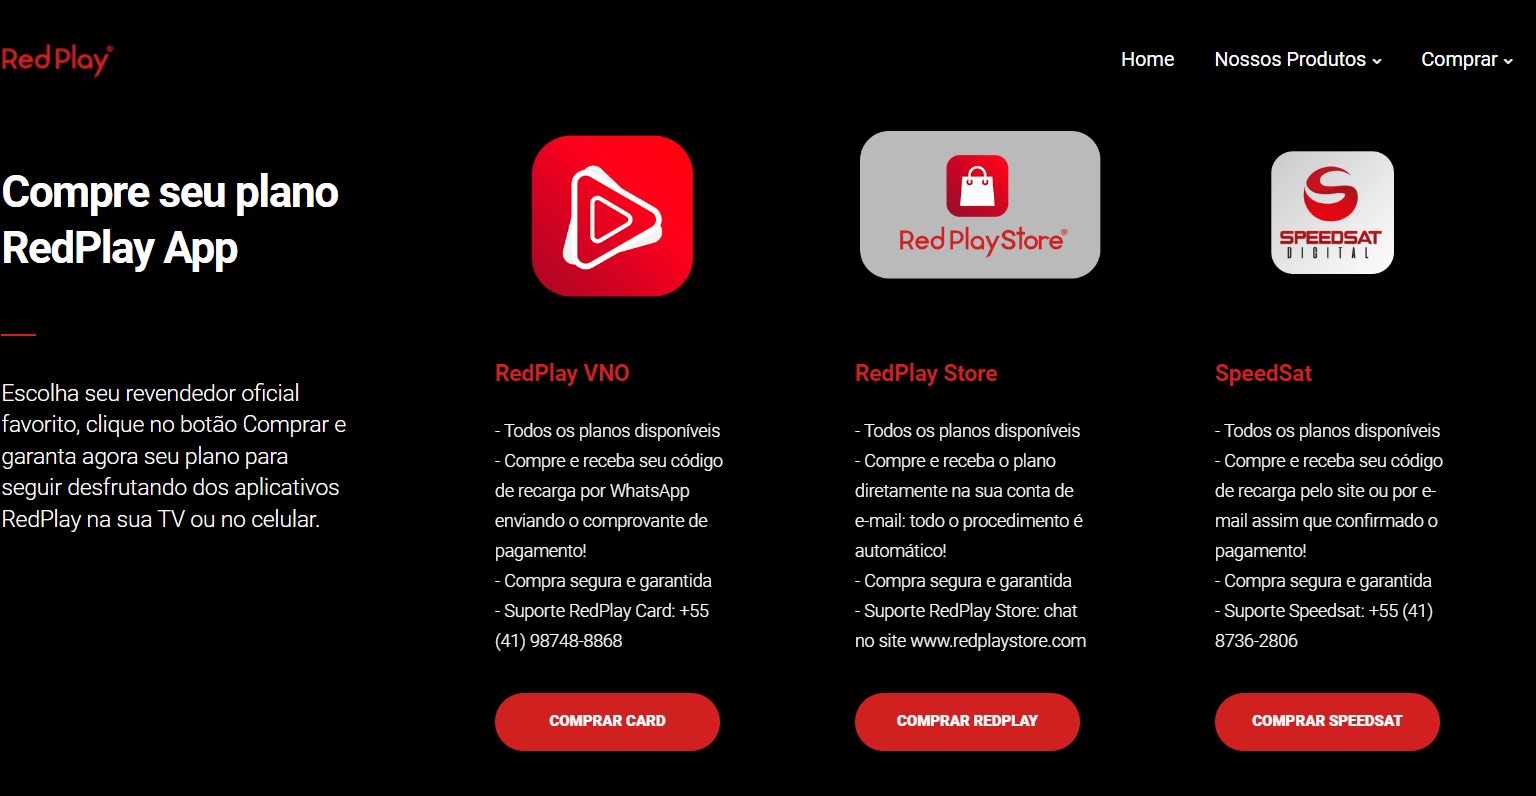 RedPlay®
Home
Nossos Produtos
Comprar
Compre seu plano
RedPlay App
Escolha seu revendedor oficial
favorito, clique no botão Comprar e
garanta agora seu plano para
seguir desfrutando dos aplicativos
RedPlay na sua TV ou no celular.
RedPlay VNO
- Todos os planos disponíveis
- Compre e receba seu código
de recarga por WhatsApp
enviando o comprovante de
pagamento!
- Compra segura e garantida
- Suporte RedPlay Card: +55
(41) 98748-8868
COMPRAR CARD
RedPlayStore®
RedPlay Store
- Todos os planos disponíveis
- Compre e receba o plano
diretamente na sua conta de
e-mail: todo o procedimento é
automático!
- Compra segura e garantida
- Suporte RedPlay Store: chat
no site www.redplaystore.com
COMPRAR REDPLAY
SPEEDSAT
DIGITAL
SpeedSat
- Todos os planos disponíveis
- Compre e receba seu código
de recarga pelo site ou por e-
mail assim que confirmado o
pagamento!
- Compra segura e garantida
- Suporte Speedsat: +55 (41)
8736-2806
COMPRAR SPEEDSAT